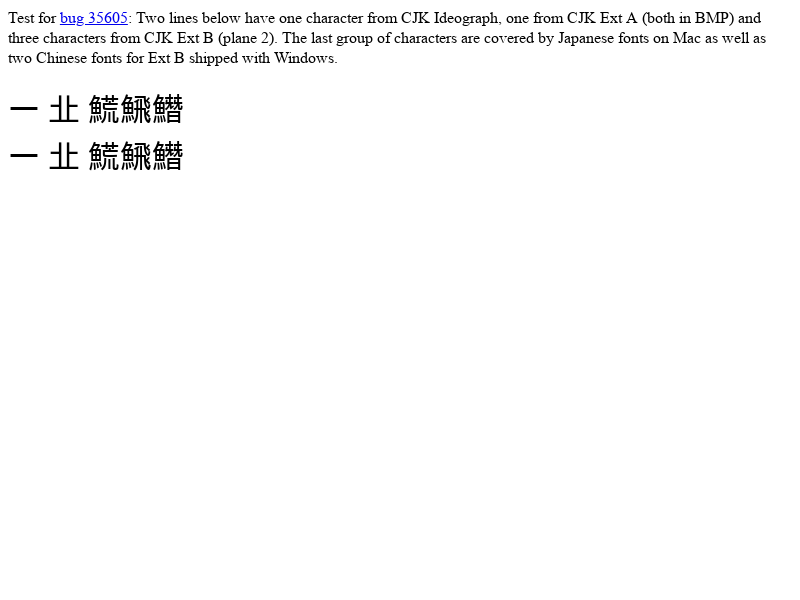 Test for bug 35605: Two lines below have one character from CJK Ideograph, one from CJK Ext A (both in BMP) and
three characters from CJK Ext B (plane 2). The last group of characters are covered by Japanese fonts on Mac as well as
two Chinese fonts for Ext B shipped with Windows.
一 㐀 𩺊𩹉𩻛
一 㐀 𩺊𩹉𩻛